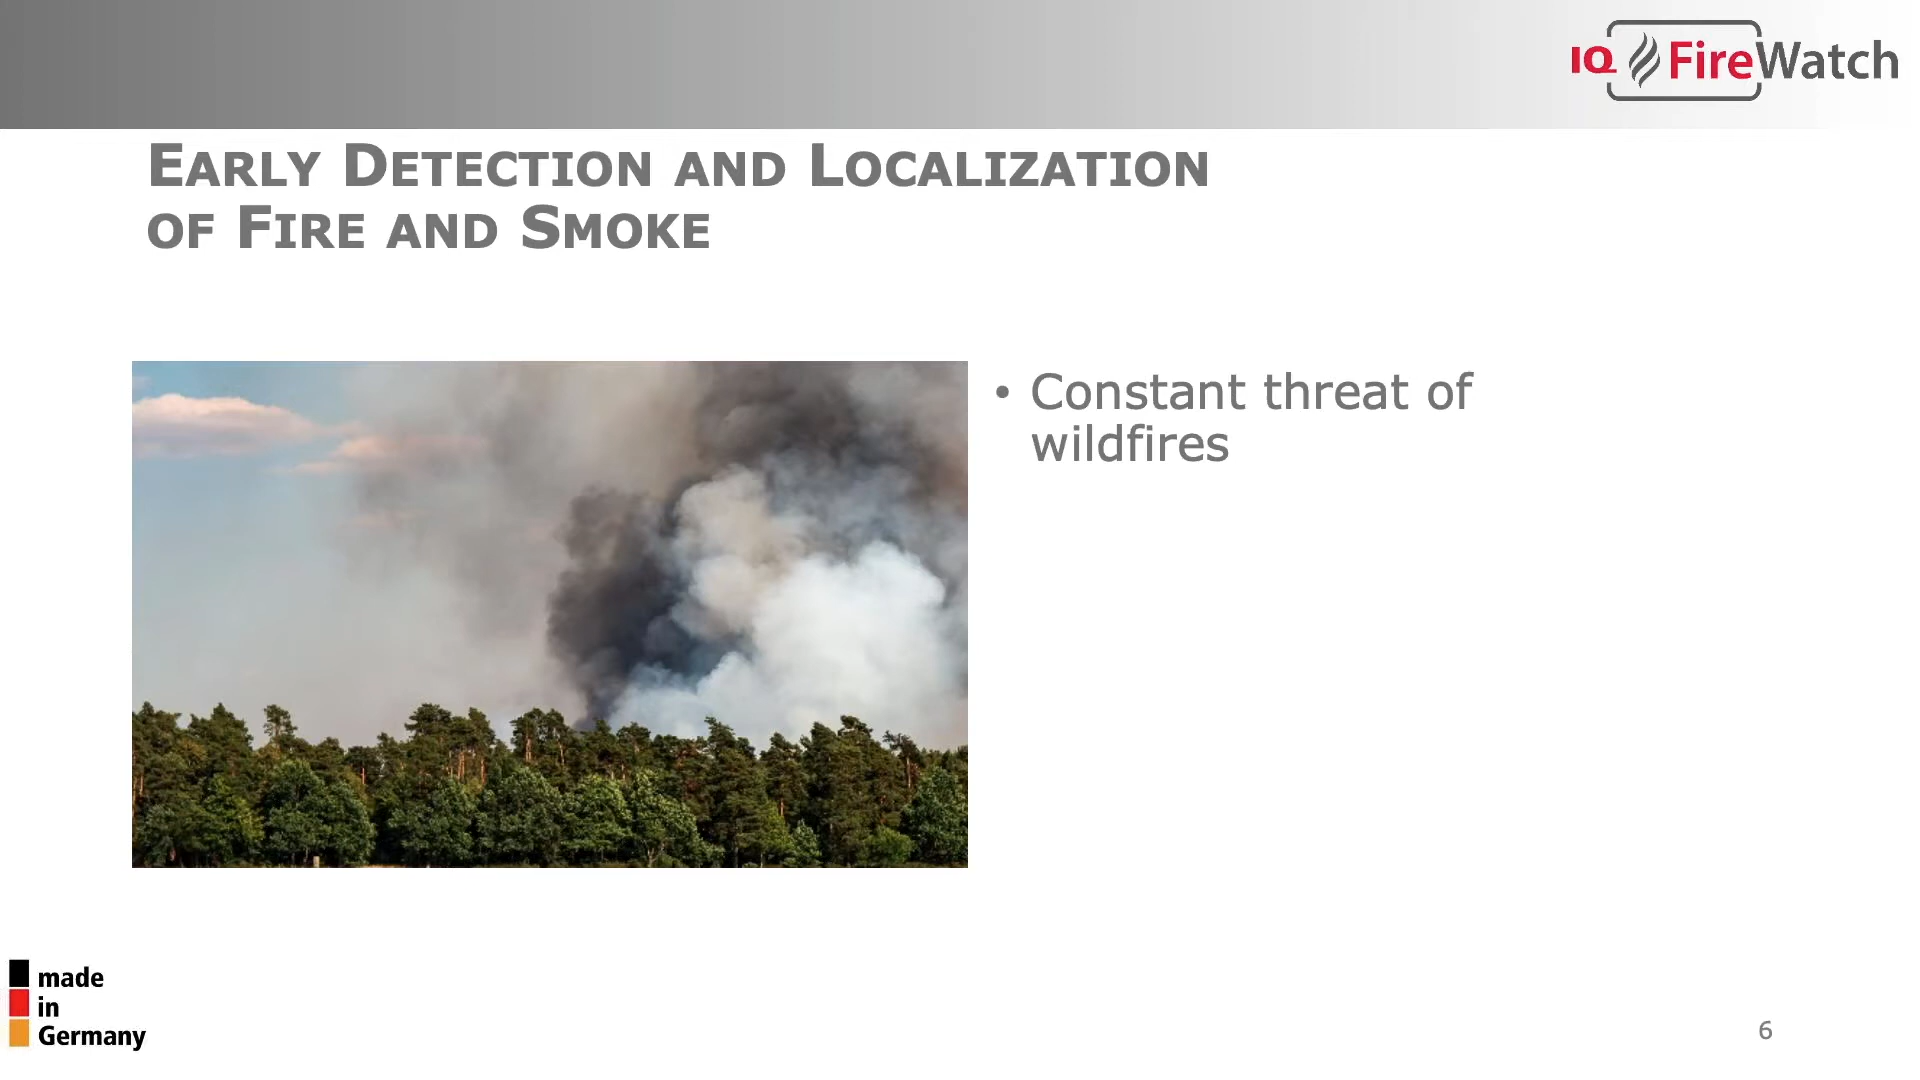 IQ FireWatch
Early Detection and Localization
of Fire and Smoke
• Constant threat of
wildfires
made
in
Germany
6